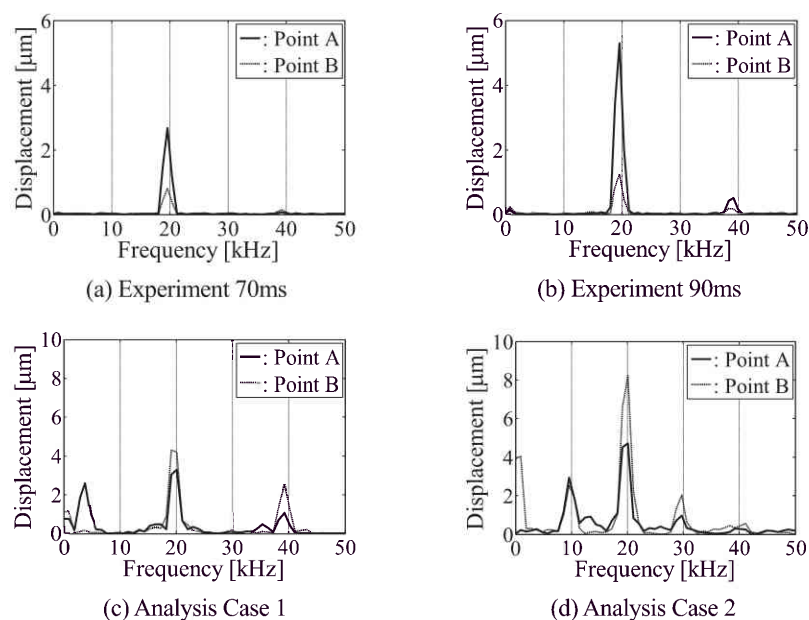 6
4
2
0
0
10
20
30
40
50
Displacement [μm]
Frequency [kHz]
: Point A
: Point B
(a) Experiment 70ms
6
4
2
0
0
10
20
30
40
50
Displacement [μm]
Frequency [kHz]
: Point A
: Point B
(b) Experiment 90ms
10
8
6
4
2
0
0
10
20
30
40
50
Displacement [μm]
Frequency [kHz]
: Point A
: Point B
(c) Analysis Case 1
10
8
6
4
2
0
0
10
20
30
40
50
Displacement [μm]
Frequency [kHz]
: Point A
: Point B
(d) Analysis Case 2